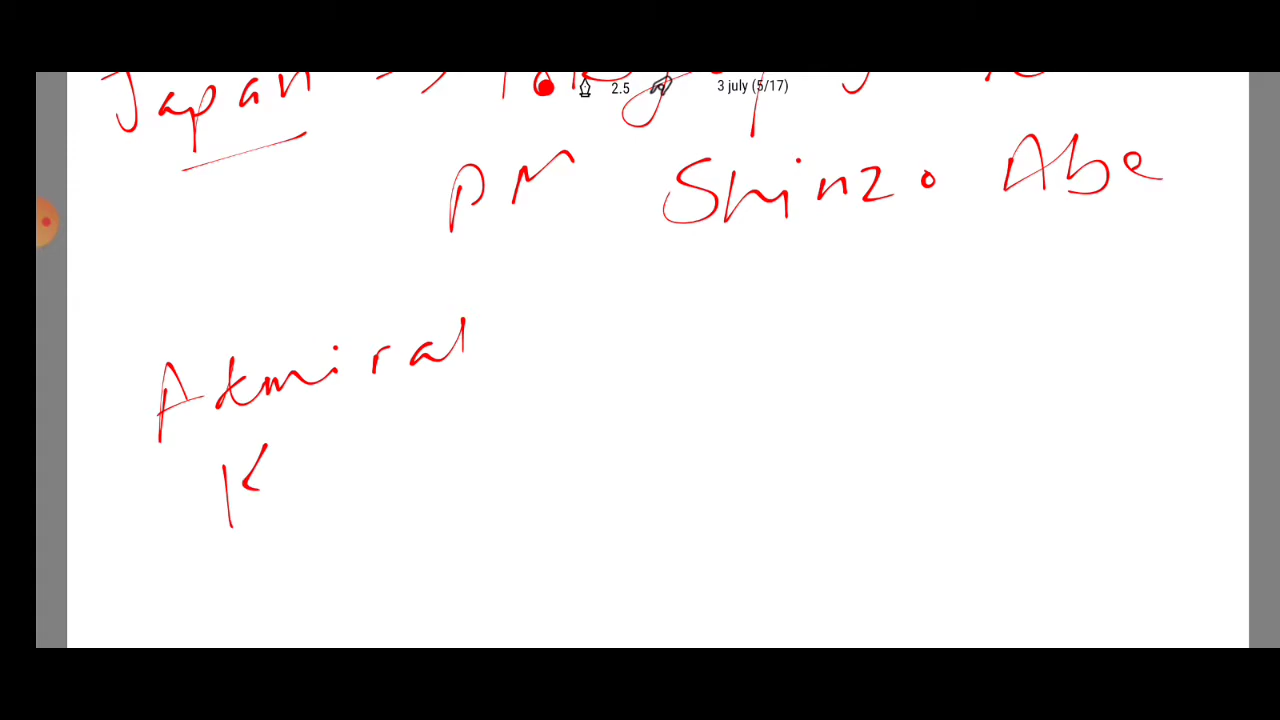 Japan →
2.5 3 july (5/17)
PM Shinzo Abe
Admiral
K